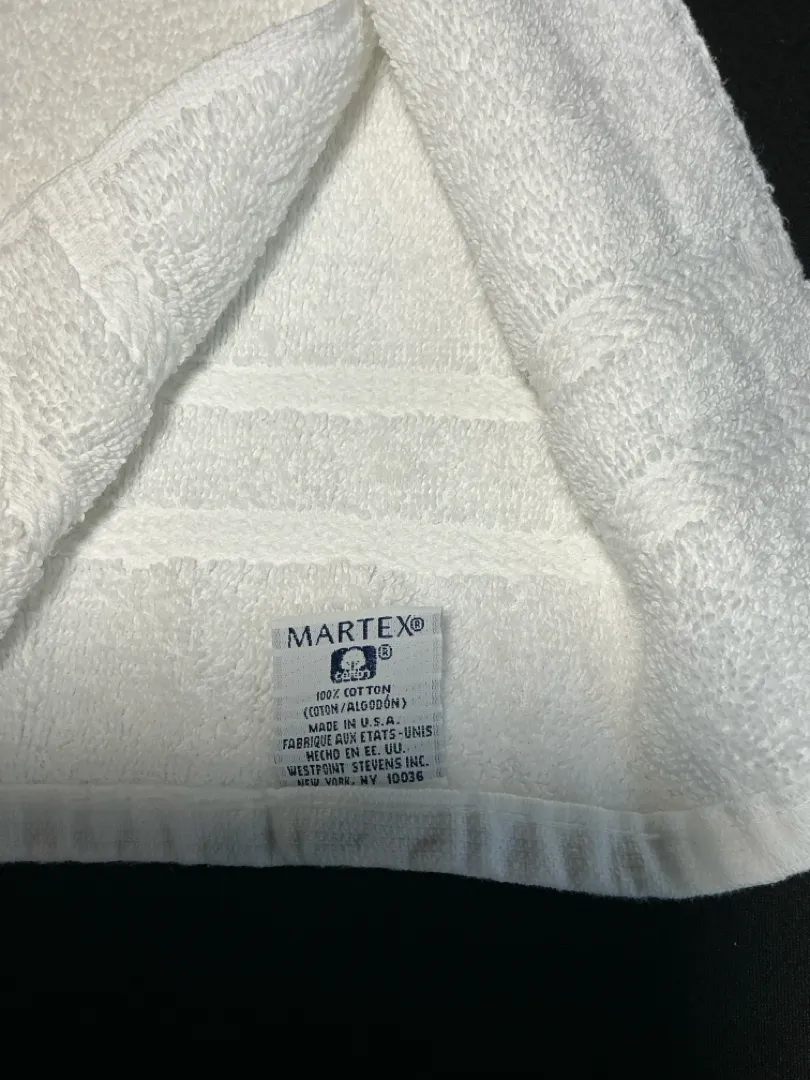 MARTEX®
cotton ®
100% COTTON
(COTON/ALGODÓN)
MADE IN U.S.A.
FABRIQUE AUX ETATS-UNIS
HECHO EN EE. UU.
WESTPOINT STEVENS INC.
NEW YORK, NY 10036